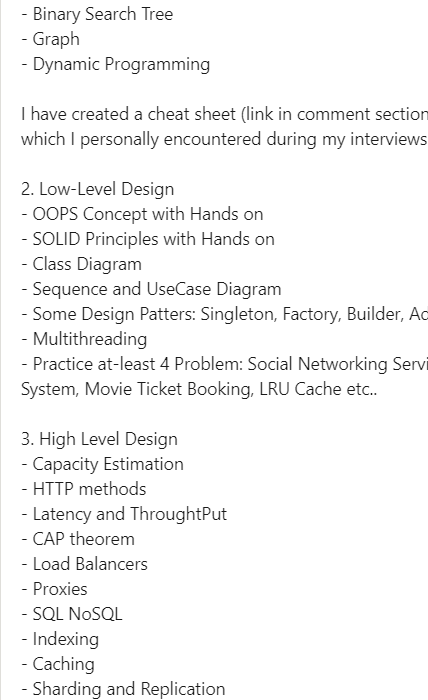 - Binary Search Tree
- Graph
- Dynamic Programming
I have created a cheat sheet (link in comment section
which I personally encountered during my interviews
2. Low-Level Design
- OOPS Concept with Hands on
- SOLID Principles with Hands on
- Class Diagram
- Sequence and UseCase Diagram
- Some Design Patters: Singleton, Factory, Builder, Ad
- Multithreading
- Practice at-least 4 Problem: Social Networking Servi
System, Movie Ticket Booking, LRU Cache etc..
3. High Level Design
- Capacity Estimation
- HTTP methods
- Latency and ThroughtPut
- CAP theorem
- Load Balancers
- Proxies
- SQL NoSQL
- Indexing
- Caching
- Sharding and Replication